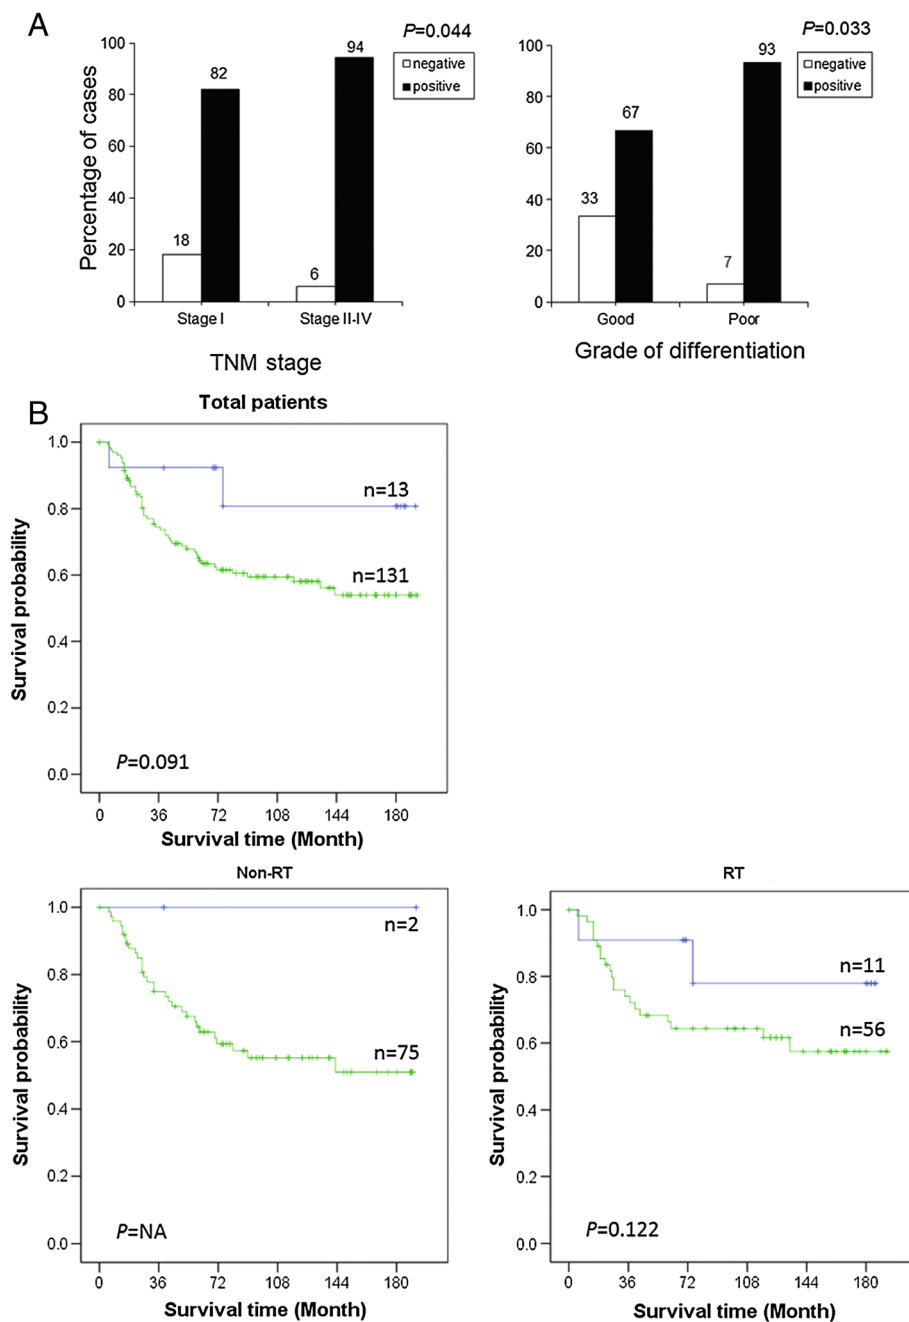 A
P=0.044
negative
positive
Percentage of cases
100
80
60
40
20
0
18
82
6
94
Stage I
Stage II-IV
TNM stage
P=0.033
negative
positive
100
80
60
40
20
0
33
67
7
93
Good
Poor
Grade of differentiation
B
Total patients
Survival probability
1.0
0.8
0.6
0.4
0.2
0.0
n=13
n=131
P=0.091
0 36 72 108 144 180
Survival time (Month)
Non-RT
Survival probability
1.0
0.8
0.6
0.4
0.2
0.0
n=2
n=75
P=NA
0 36 72 108 144 180
Survival time (Month)
RT
Survival probability
1.0
0.8
0.6
0.4
0.2
0.0
n=11
n=56
P=0.122
0 36 72 108 144 180
Survival time (Month)